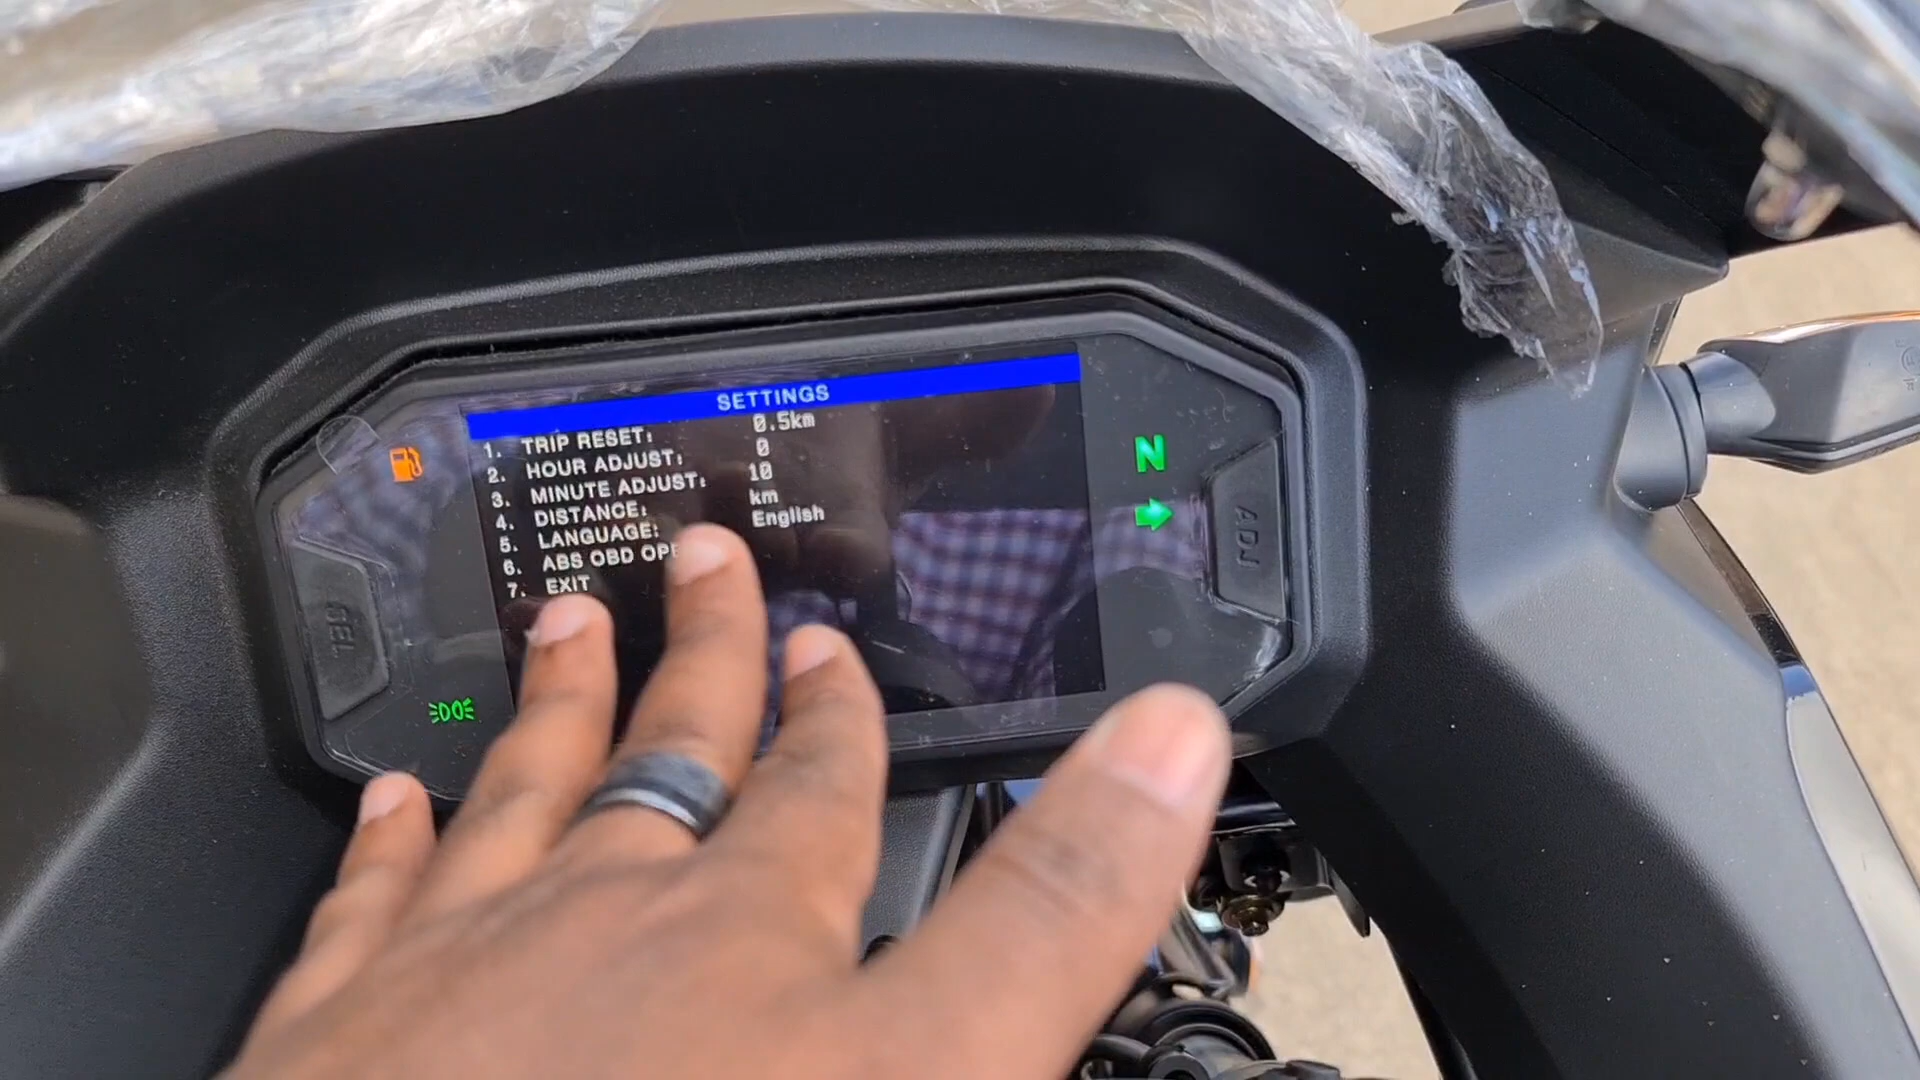 SETTINGS
1. TRIP RESET: 0.5km
2. HOUR ADJUST: 0
3. MINUTE ADJUST: 10
4. DISTANCE: km
5. LANGUAGE: English
6. ABS OBD
7. EXIT
N
SEL
ADJ